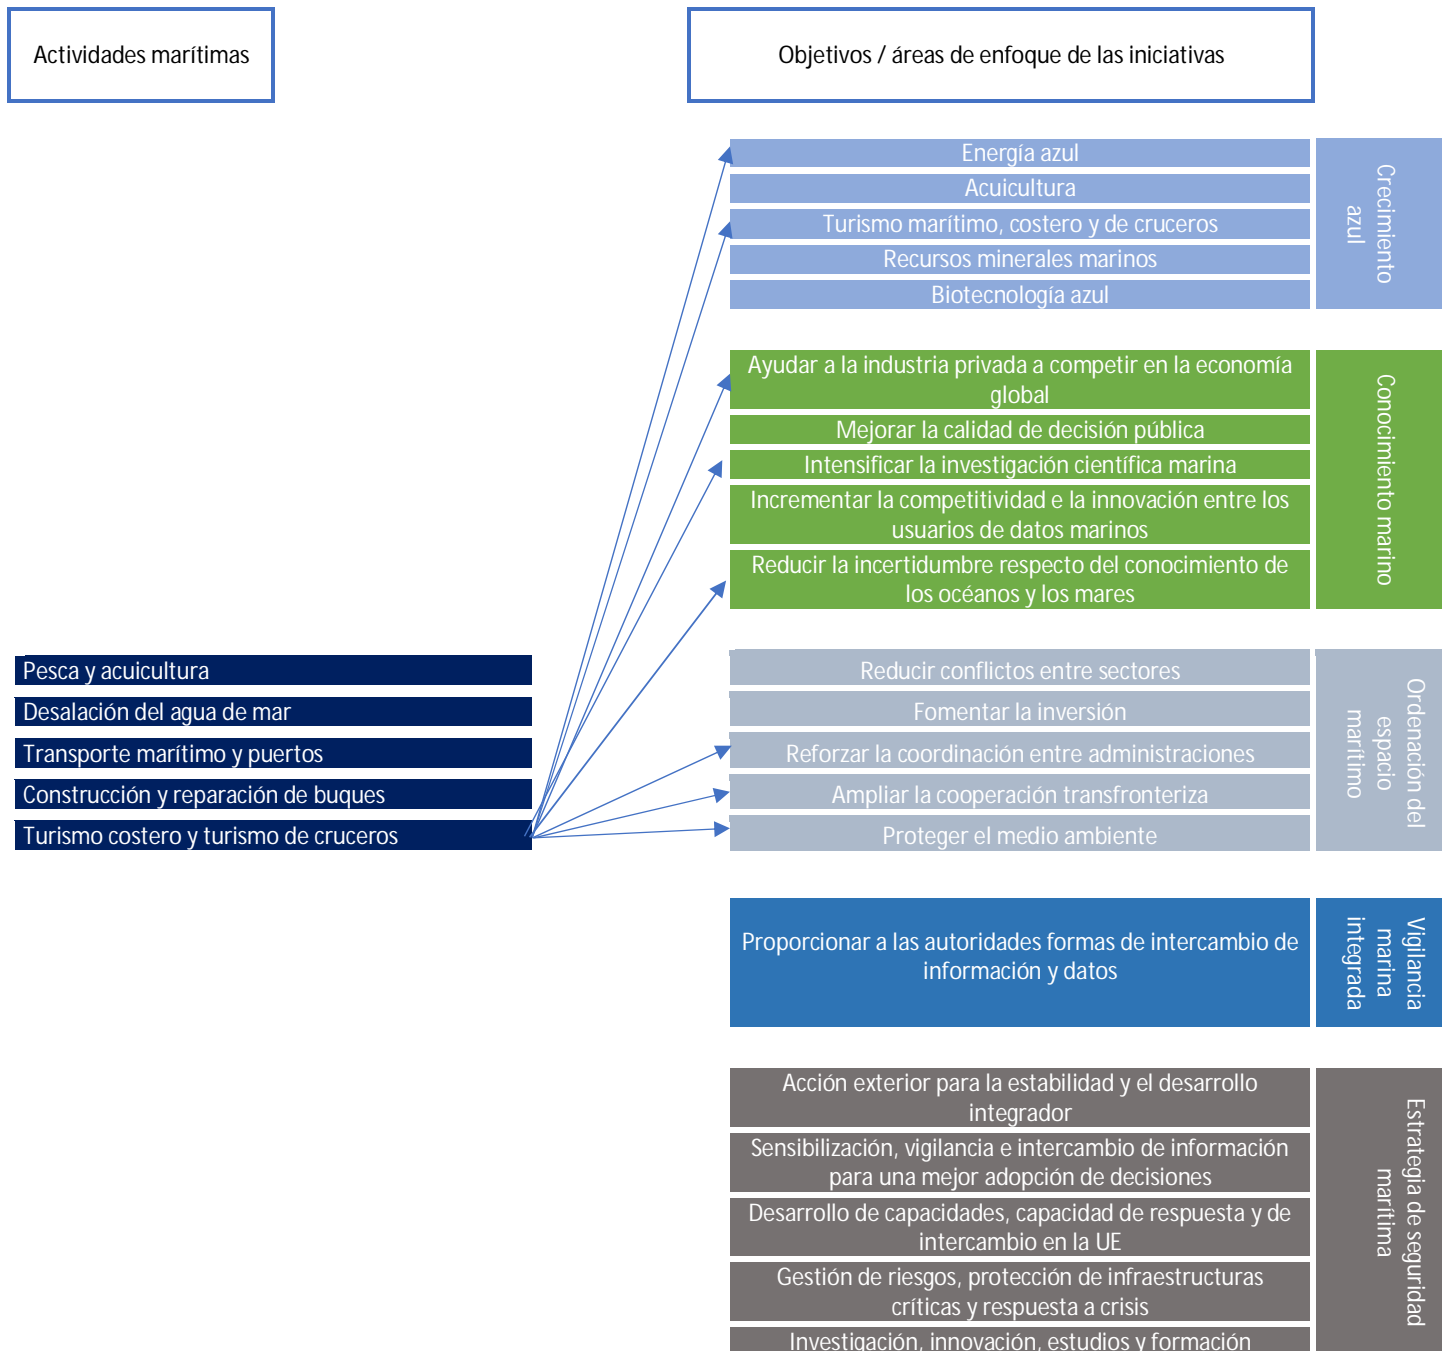 Actividades marítimas
Objetivos / áreas de enfoque de las iniciativas
Energía azul
Acuicultura
Turismo marítimo, costero y de cruceros
Recursos minerales marinos
Biotecnología azul
Crecimiento
azul
Ayudar a la industria privada a competir en la economía
global
Mejorar la calidad de decisión pública
Intensificar la investigación científica marina
Incrementar la competitividad e la innovación entre los
usuarios de datos marinos
Reducir la incertidumbre respecto del conocimiento de
los océanos y los mares
Conocimiento marino
Pesca y acuicultura
Desalación del agua de mar
Transporte marítimo y puertos
Construcción y reparación de buques
Turismo costero y turismo de cruceros
Reducir conflictos entre sectores
Fomentar la inversión
Reforzar la coordinación entre administraciones
Ampliar la cooperación transfronteriza
Proteger el medio ambiente
Ordenación del
espacio
marítimo
Proporcionar a las autoridades formas de intercambio de
información y datos
Vigilancia
marina
integrada
Acción exterior para la estabilidad y el desarrollo
integrador
Sensibilización, vigilancia e intercambio de información
para una mejor adopción de decisiones
Desarrollo de capacidades, capacidad de respuesta y de
intercambio en la UE
Gestión de riesgos, protección de infraestructuras
críticas y respuesta a crisis
Investigación, innovación, estudios y formación
Estrategia de seguridad
marítima